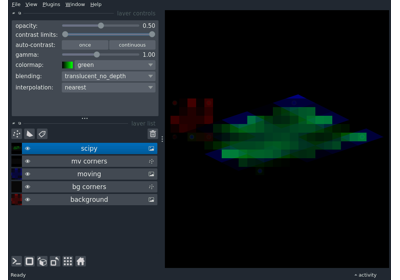 File View Plugins Window Help
layer controls
opacity: 0.50
contrast limits:
auto-contrast: once continuous
gamma: 1.00
colormap: green
blending: translucent_no_depth
interpolation: nearest
layer list
scipy
mv corners
moving
bg corners
background
Ready activity